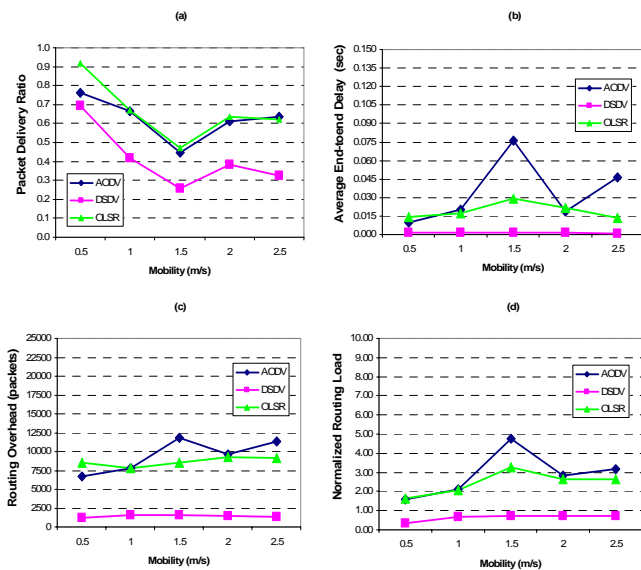 (a)
Packet Delivery Ratio
1.0
0.9
0.8
0.7
0.6
0.5
0.4
0.3
0.2
0.1
0.0
AODV
DSDV
OLSR
0.5 1 1.5 2 2.5
Mobility (m/s)
(b)
Average End-toend Delay (sec)
0.150
0.135
0.120
0.105
0.090
0.075
0.060
0.045
0.030
0.015
0.000
AODV
DSDV
OLSR
0.5 1 1.5 2 2.5
Mobility (m/s)
(c)
Routing Overhead (packets)
25000
22500
20000
17500
15000
12500
10000
7500
5000
2500
0
AODV
DSDV
OLSR
0.5 1 1.5 2 2.5
Mobility (m/s)
(d)
Normalized Routing Load
10.00
9.00
8.00
7.00
6.00
5.00
4.00
3.00
2.00
1.00
0.00
AODV
DSDV
OLSR
0.5 1 1.5 2 2.5
Mobility (m/s)